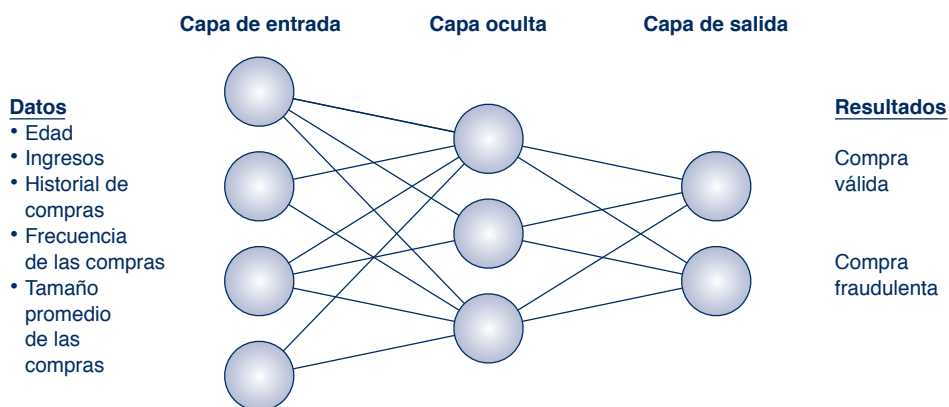 Capa de entrada
Capa oculta
Capa de salida
Datos
• Edad
• Ingresos
• Historial de
compras
• Frecuencia
de las compras
• Tamaño
promedio
de las
compras
Resultados
Compra
válida
Compra
fraudulenta